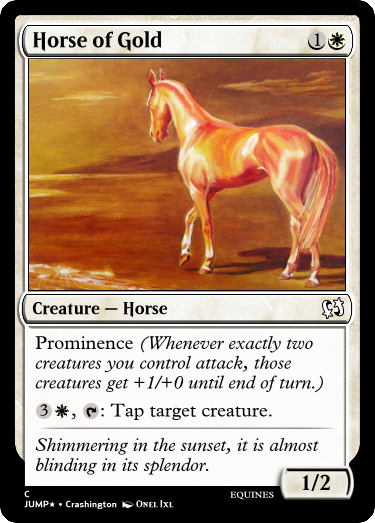 Horse of Gold 1
Creature — Horse
Prominence (Whenever exactly two
creatures you control attack, those
creatures get +1/+0 until end of turn.)
3 , : Tap target creature.
Shimmering in the sunset, it is almost
blinding in its splendor.
1/2
C
JUMP★ • Crashington Onel Ixl
EQUINES